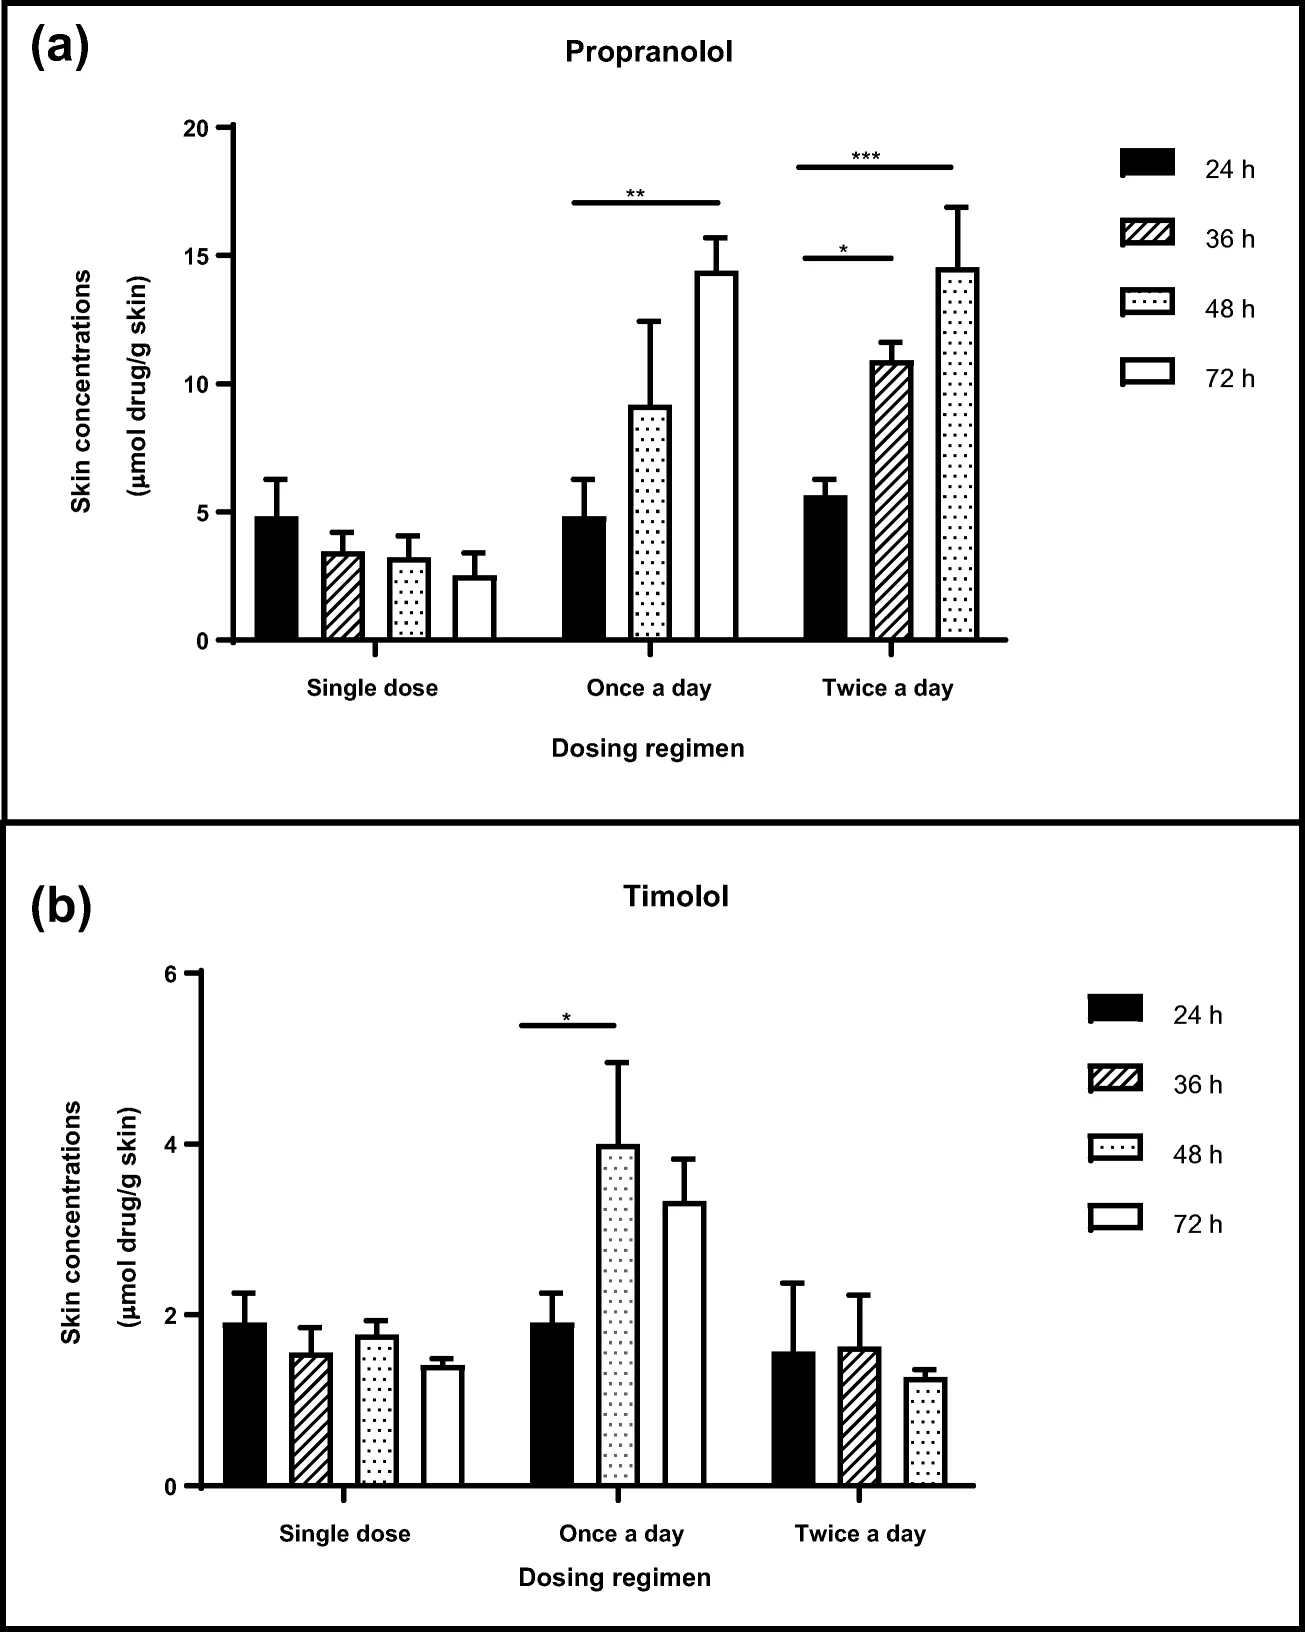 (a)
Propranolol
20
15
10
5
0
Skin concentrations
(µmol drug/g skin)
**
***
*
24 h
36 h
48 h
72 h
Single dose
Once a day
Twice a day
Dosing regimen
(b)
Timolol
6
4
2
0
Skin concentrations
(µmol drug/g skin)
*
24 h
36 h
48 h
72 h
Single dose
Once a day
Twice a day
Dosing regimen